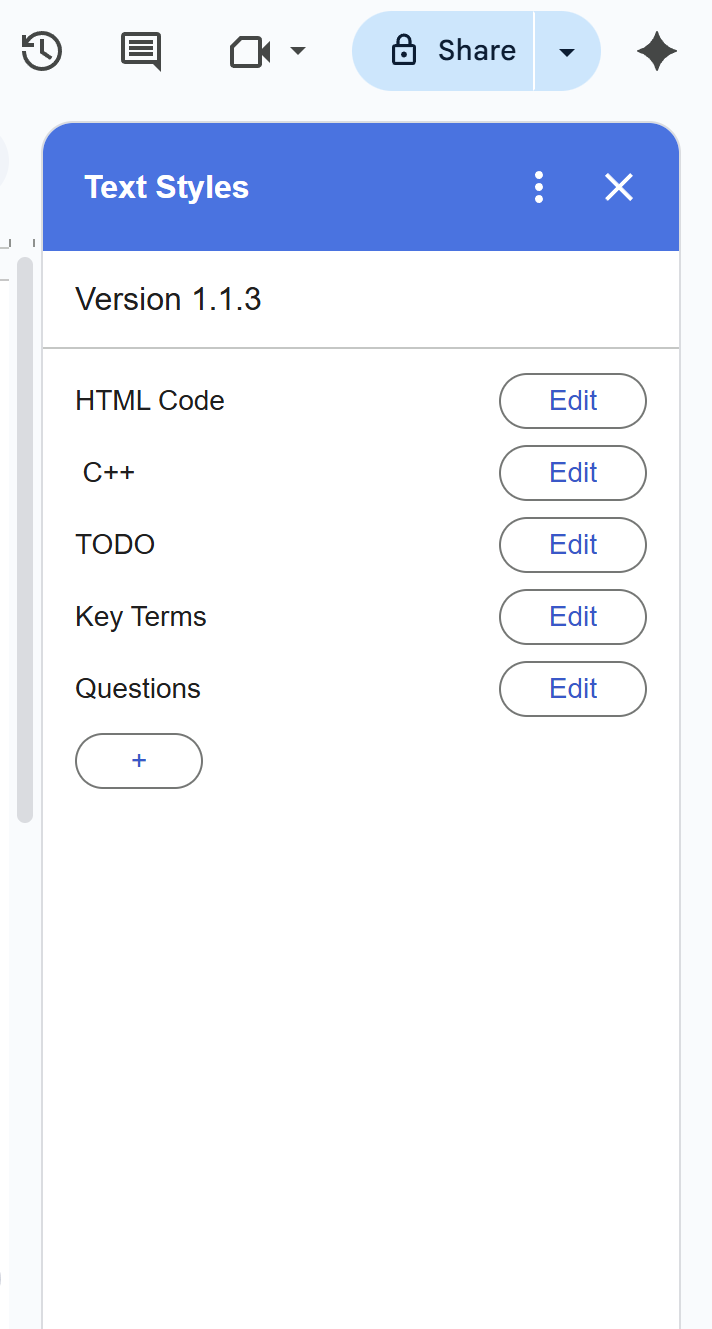 Share
Text Styles
Version 1.1.3
HTML Code Edit
C++ Edit
TODO Edit
Key Terms Edit
Questions Edit
+